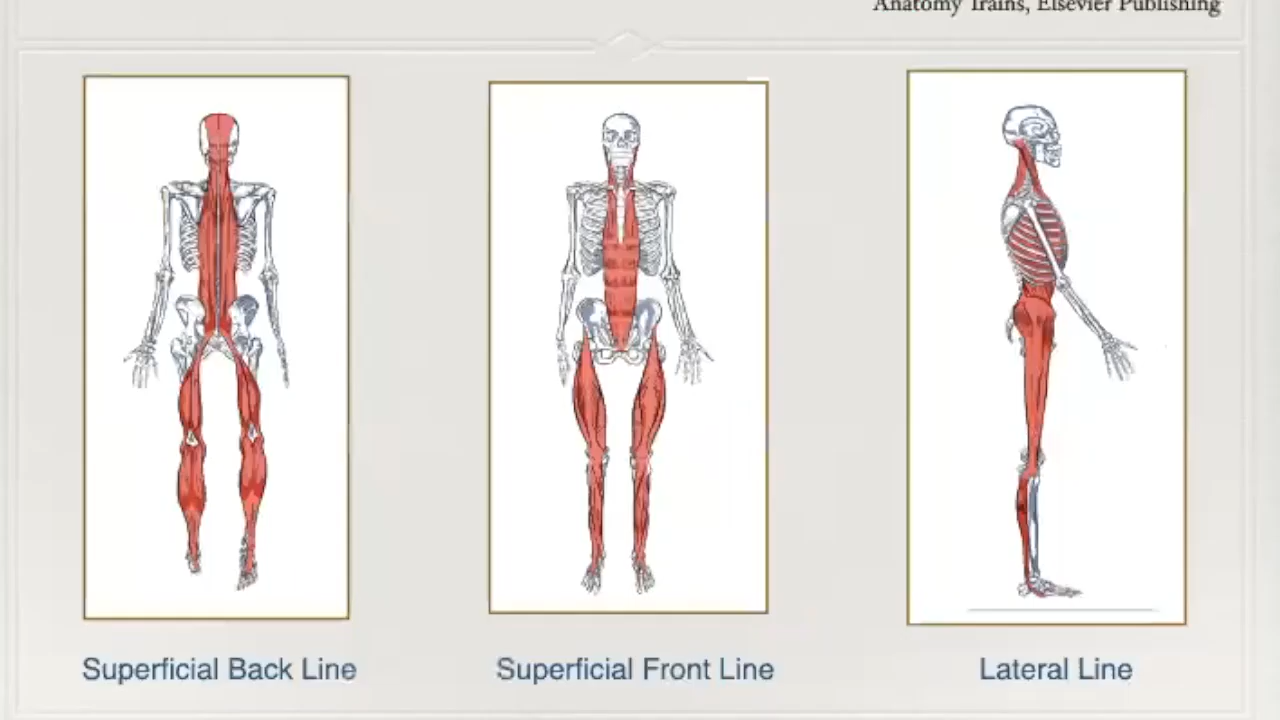 Anatomy Trains, Elsevier Publishing
Superficial Back Line
Superficial Front Line
Lateral Line